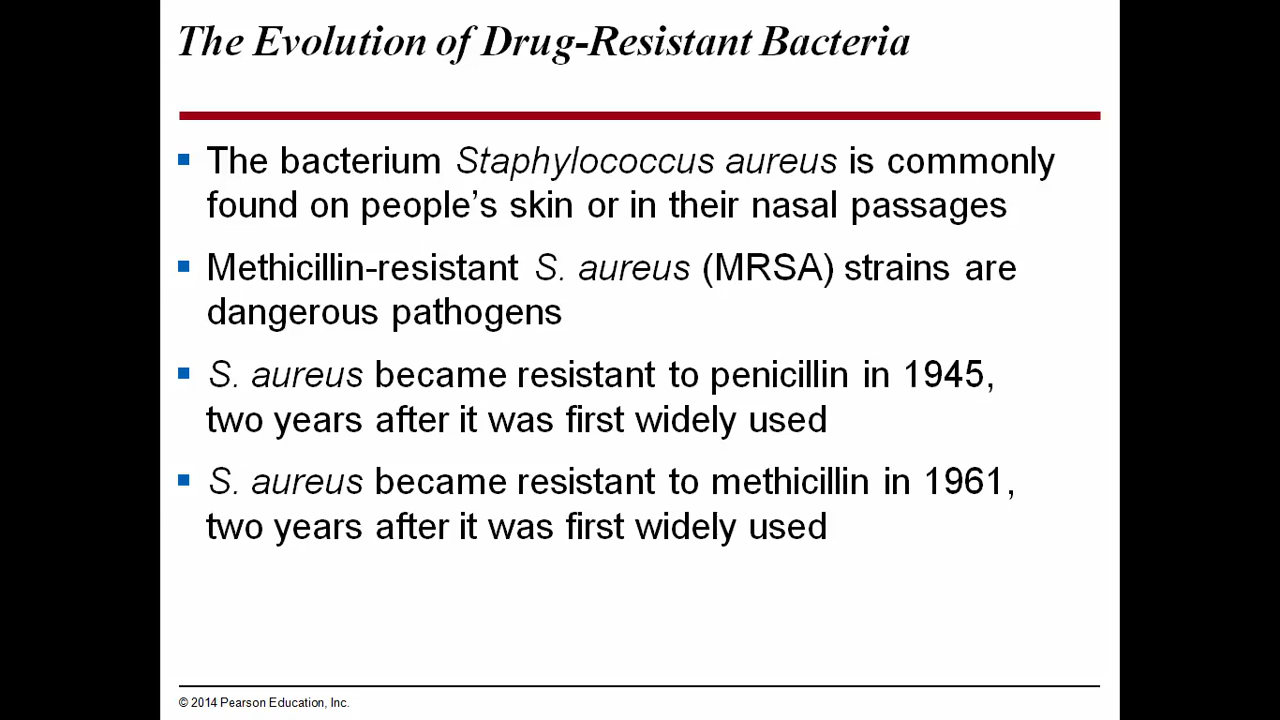 The Evolution of Drug-Resistant Bacteria
The bacterium Staphylococcus aureus is commonly
found on people’s skin or in their nasal passages
Methicillin-resistant S. aureus (MRSA) strains are
dangerous pathogens
S. aureus became resistant to penicillin in 1945,
two years after it was first widely used
S. aureus became resistant to methicillin in 1961,
two years after it was first widely used
© 2014 Pearson Education, Inc.